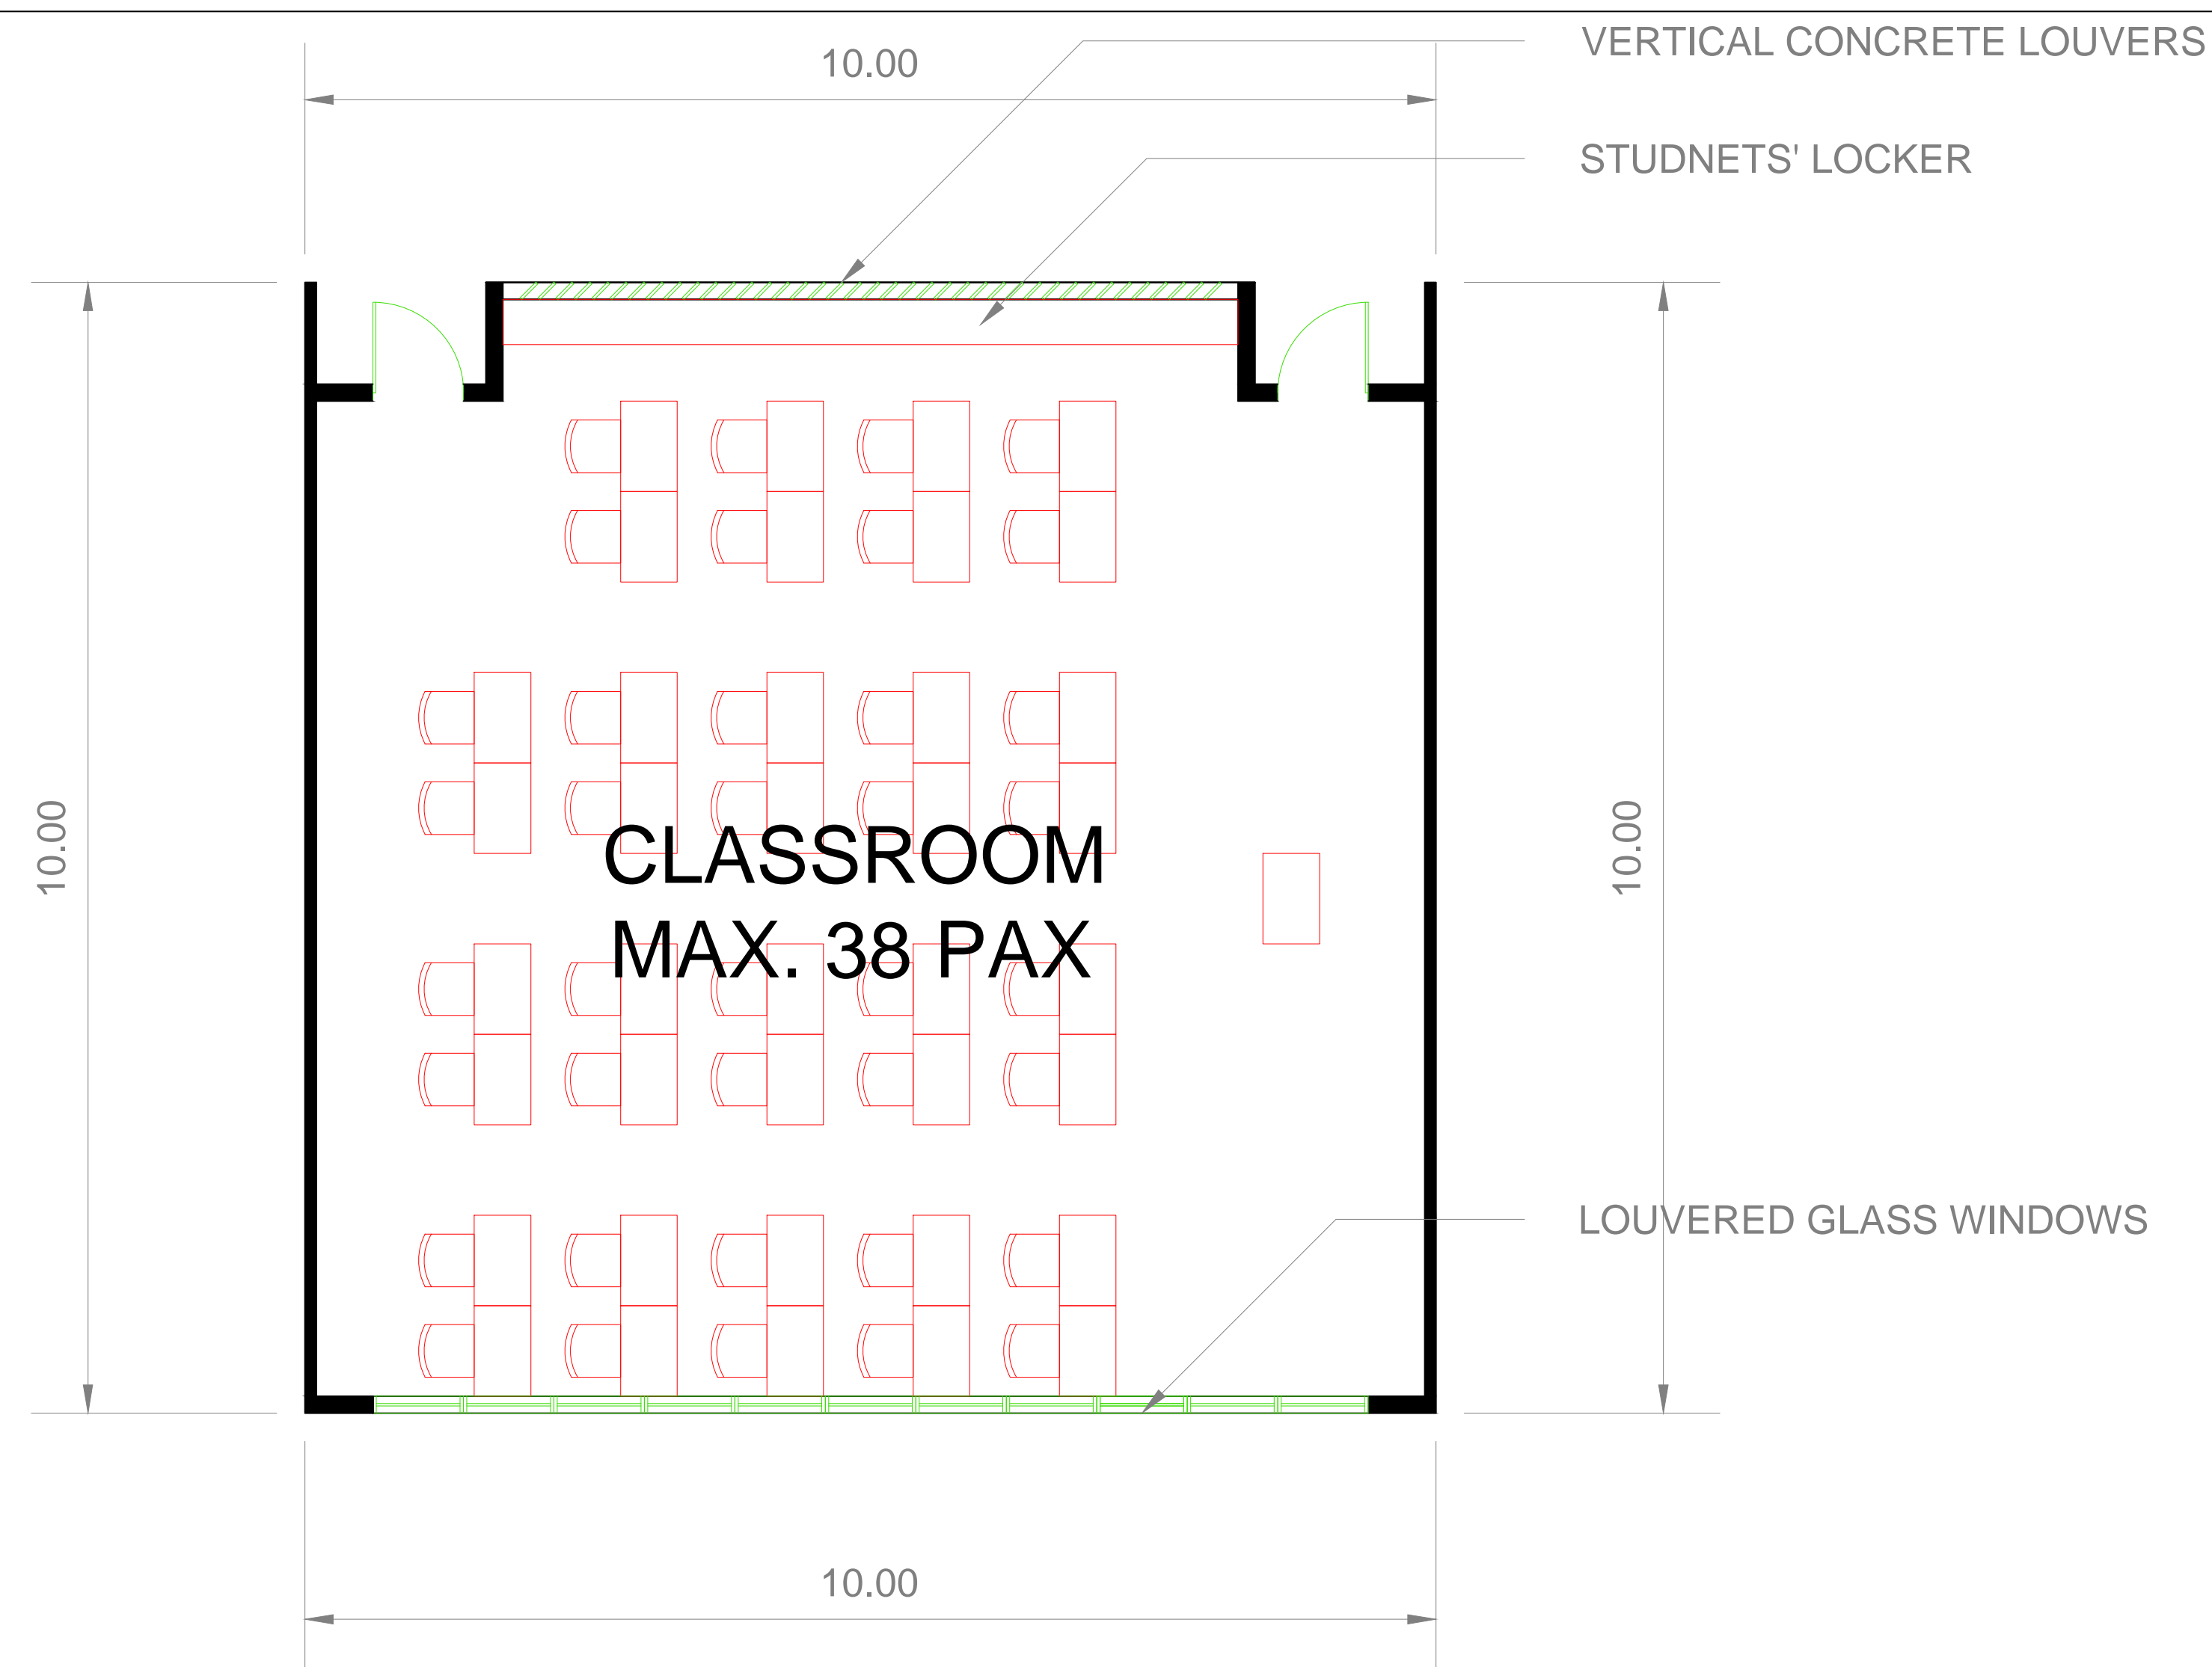 VERTICAL CONCRETE LOUVERS
10.00
STUDNETS' LOCKER
10.00
10.00
CLASSROOM
MAX. 38 PAX
LOUVERED GLASS WINDOWS
10.00